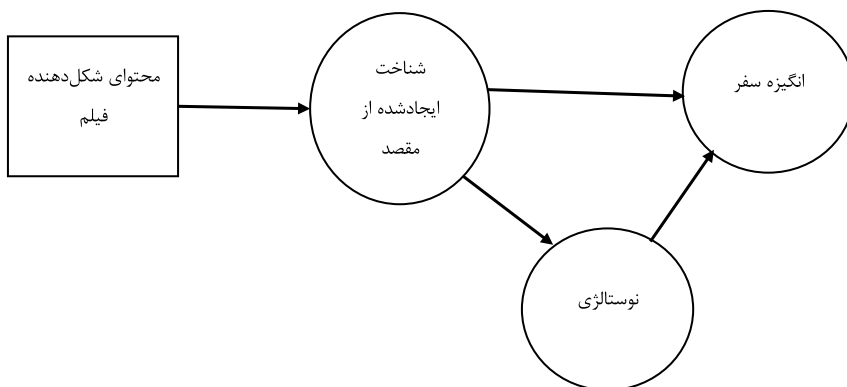 محتوای شکل‌دهنده
فیلم
شناخت
ایجادشده از
مقصد
انگیزه سفر
نوستالژی